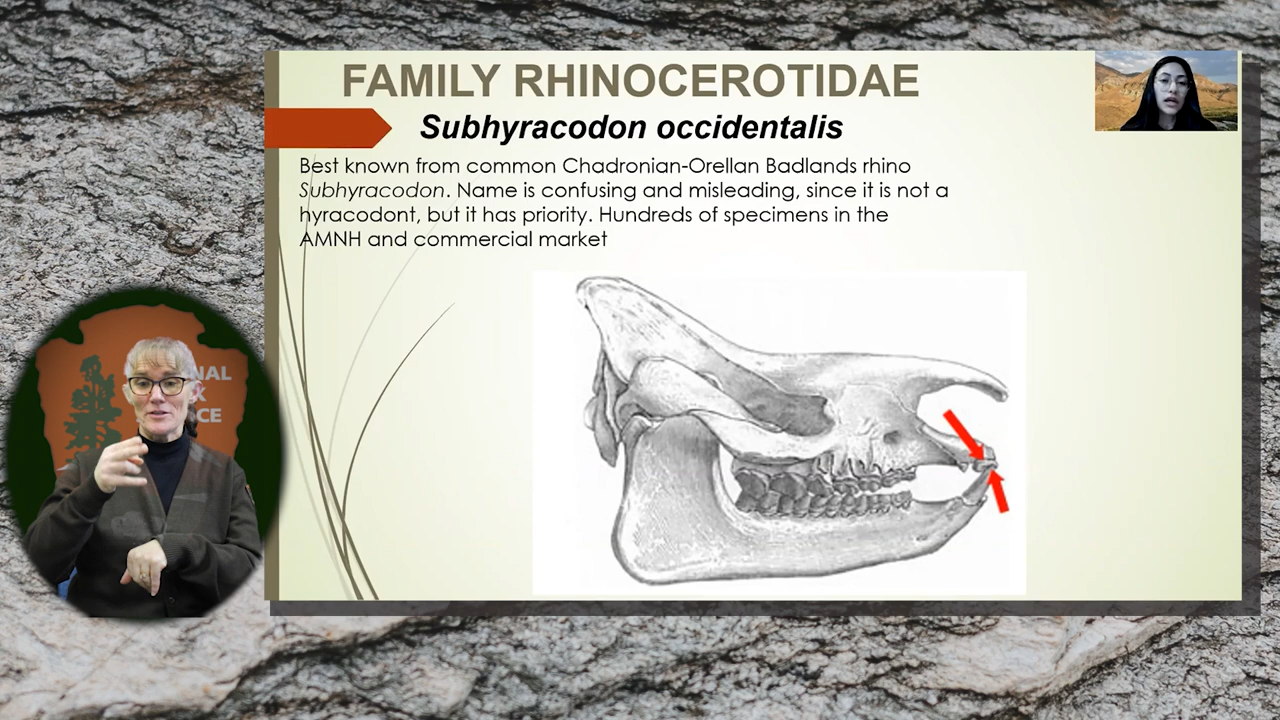 FAMILY RHINOCEROTIDAE
Subhyracodon occidentalis
Best known from common Chadronian-Orellan Badlands rhino
Subhyracodon. Name is confusing and misleading, since it is not a
hyracodont, but it has priority. Hundreds of specimens in the
AMNH and commercial market